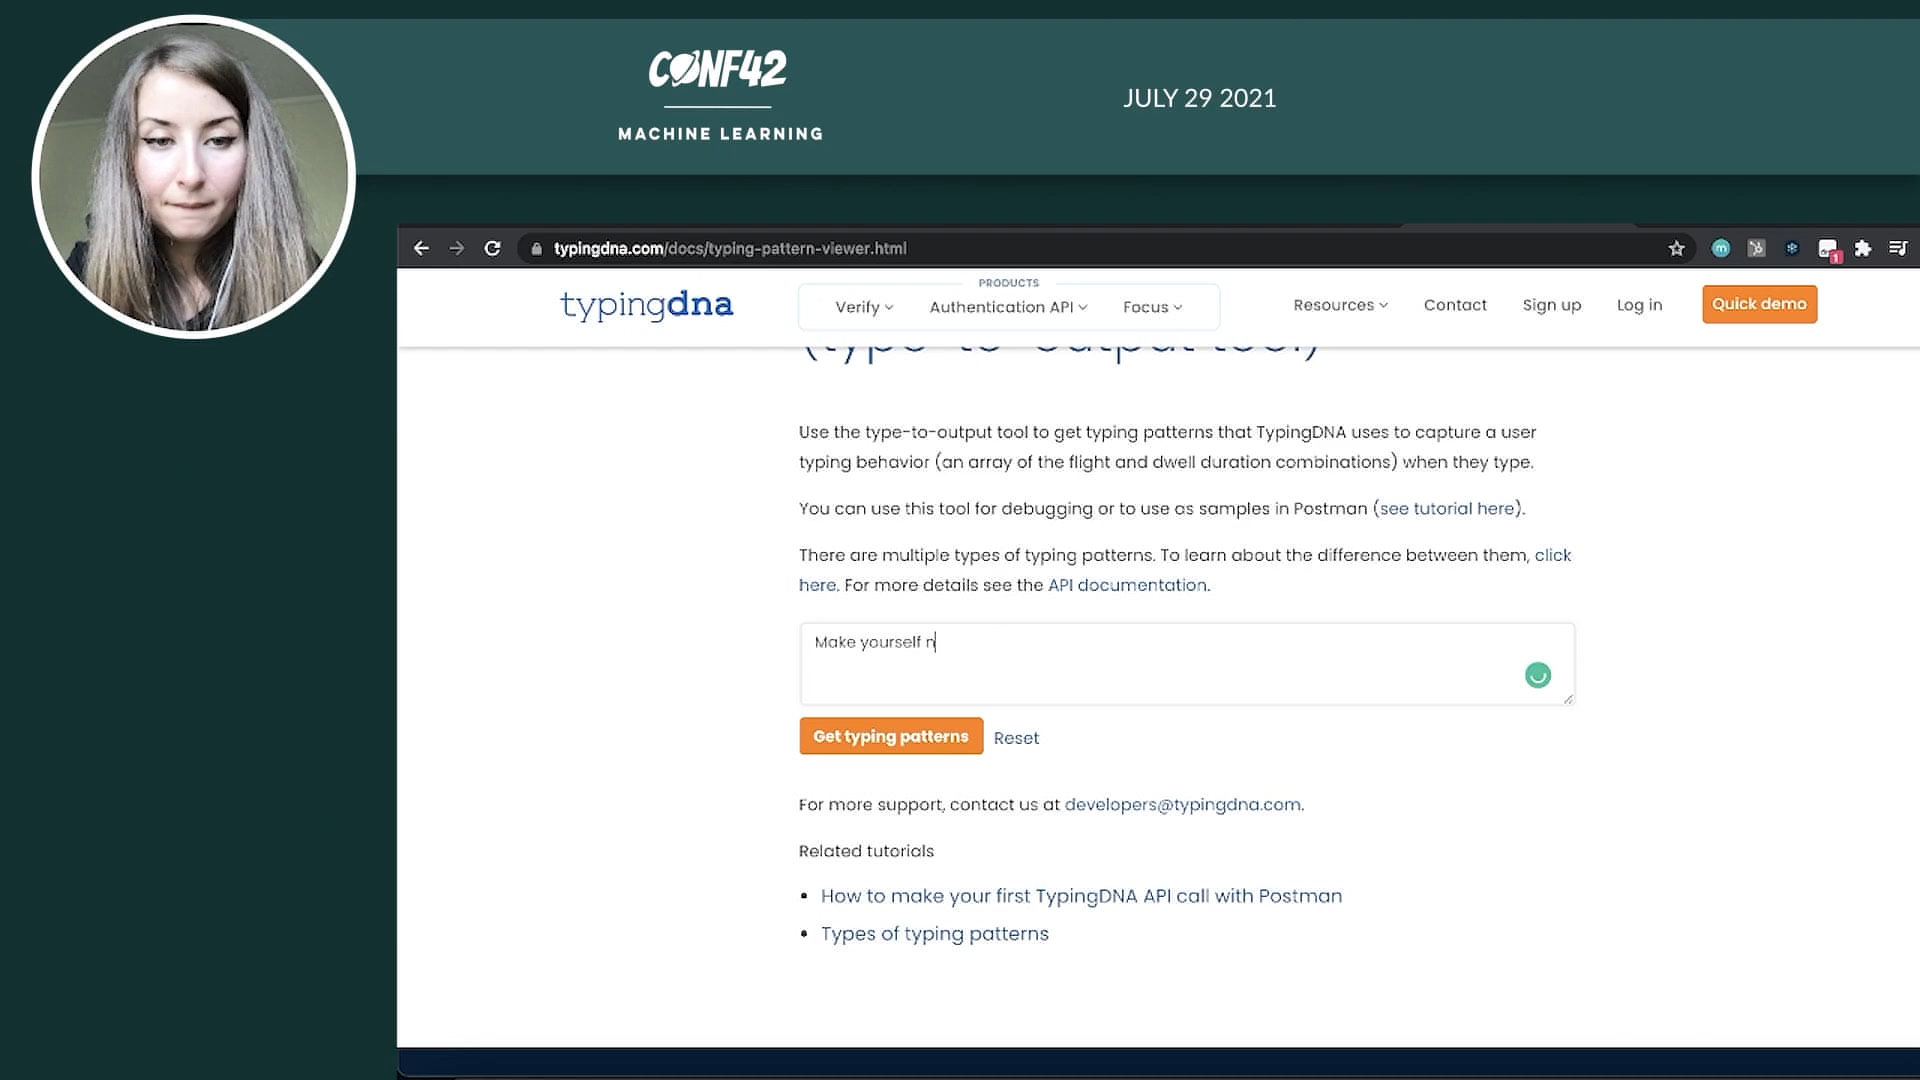 CONF42
MACHINE LEARNING
JULY 29 2021
typingdna.com/docs/typing-pattern-viewer.html
1
typingdna
PRODUCTS
Verify
Authentication API
Focus
Resources
Contact
Sign up
Log in
Quick demo
(type-to-output tool)
Use the type-to-output tool to get typing patterns that TypingDNA uses to capture a user
typing behavior (an array of the flight and dwell duration combinations) when they type.
You can use this tool for debugging or to use as samples in Postman (see tutorial here).
There are multiple types of typing patterns. To learn about the difference between them, click
here. For more details see the API documentation.
Make yourself n
Get typing patterns
Reset
For more support, contact us at developers@typingdna.com.
Related tutorials
• How to make your first TypingDNA API call with Postman
• Types of typing patterns